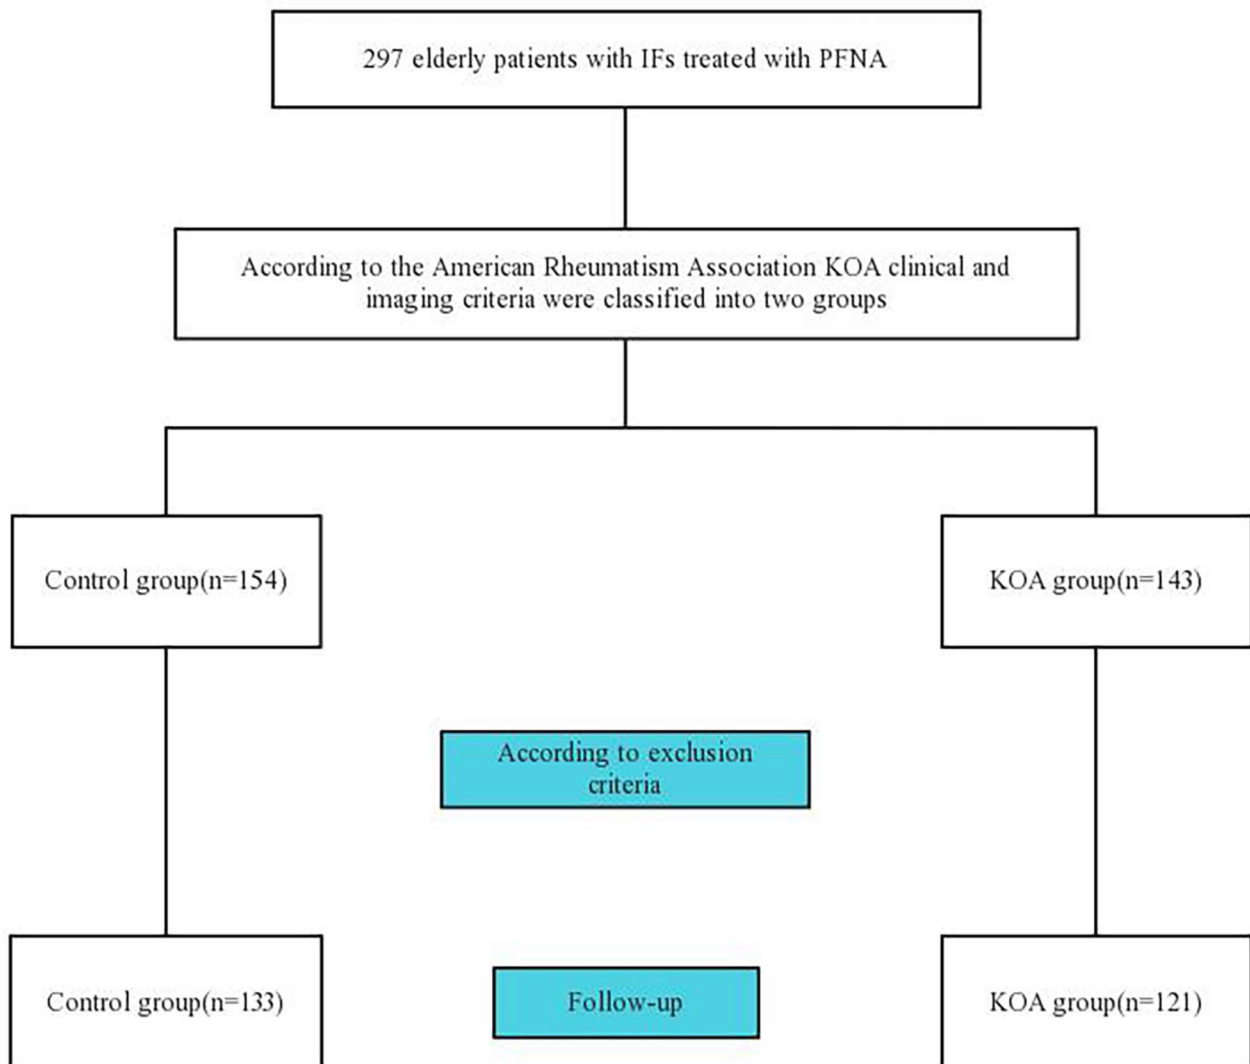 297 elderly patients with IFs treated with PFNA
According to the American Rheumatism Association KOA clinical and
imaging criteria were classified into two groups
Control group(n=154)
KOA group(n=143)
According to exclusion
criteria
Control group(n=133)
Follow-up
KOA group(n=121)